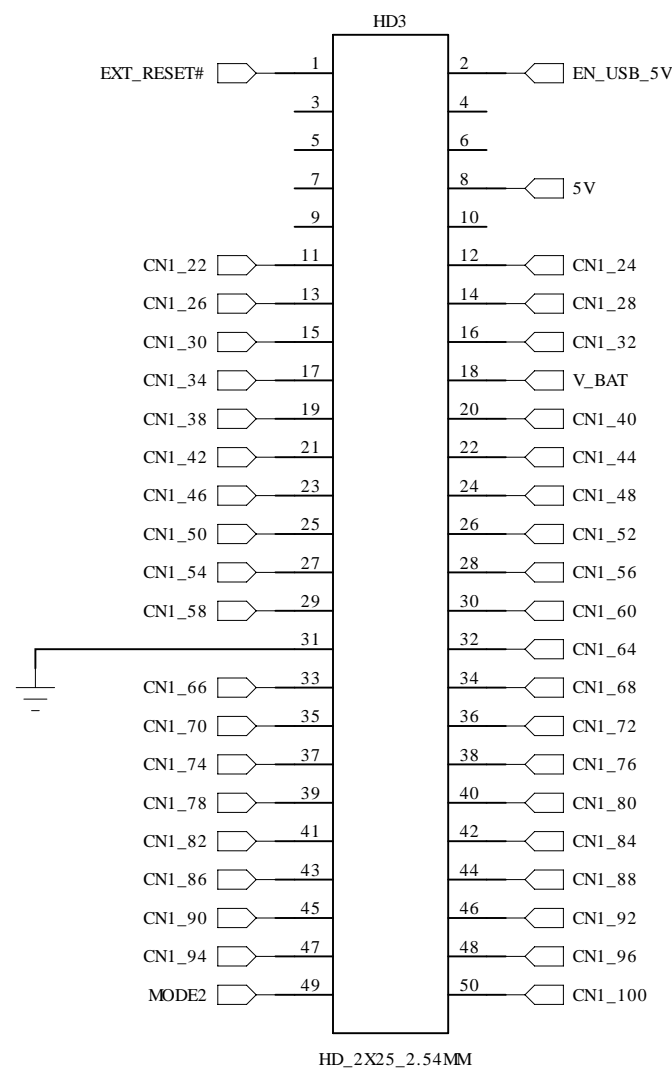 HD3
EXT_RESET# 1 2 EN_USB_5V
3 4
5 6
7 8 5V
9 10
CN1_22 11 12 CN1_24
CN1_26 13 14 CN1_28
CN1_30 15 16 CN1_32
CN1_34 17 18 V_BAT
CN1_38 19 20 CN1_40
CN1_42 21 22 CN1_44
CN1_46 23 24 CN1_48
CN1_50 25 26 CN1_52
CN1_54 27 28 CN1_56
CN1_58 29 30 CN1_60
31 32 CN1_64
CN1_66 33 34 CN1_68
CN1_70 35 36 CN1_72
CN1_74 37 38 CN1_76
CN1_78 39 40 CN1_80
CN1_82 41 42 CN1_84
CN1_86 43 44 CN1_88
CN1_90 45 46 CN1_92
CN1_94 47 48 CN1_96
MODE2 49 50 CN1_100
HD_2X25_2.54MM